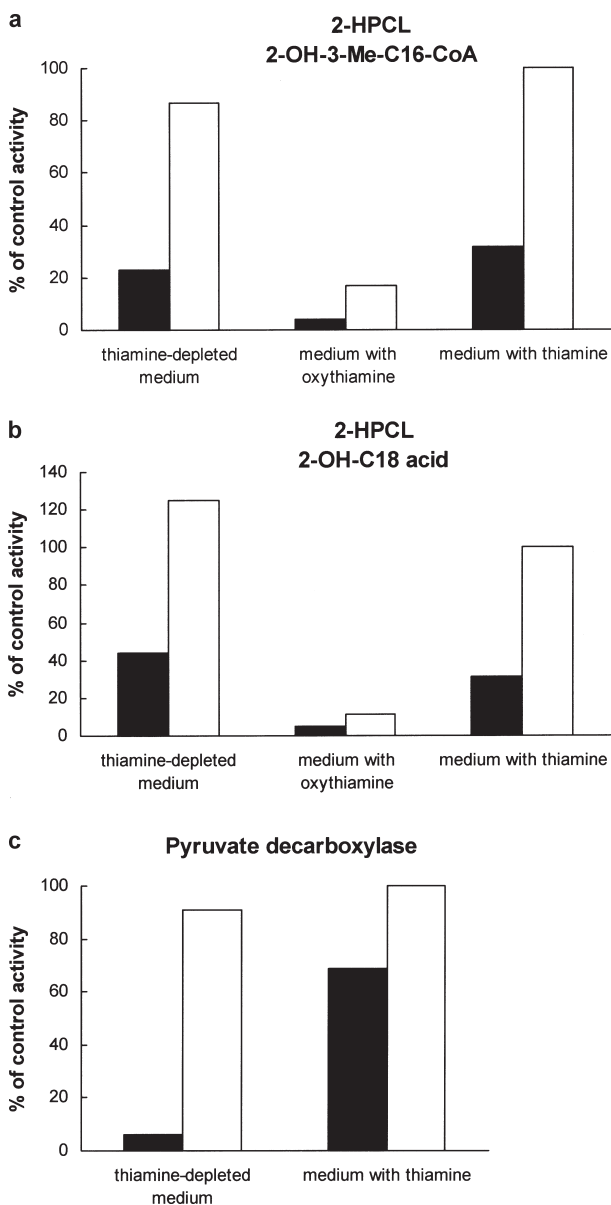 a
2-HPCL
2-OH-3-Me-C16-CoA
% of control activity
100
80
60
40
20
0
thiamine-depleted
medium
medium with
oxythiamine
medium with thiamine
b
2-HPCL
2-OH-C18 acid
% of control activity
140
120
100
80
60
40
20
0
thiamine-depleted
medium
medium with
oxythiamine
medium with thiamine
c
Pyruvate decarboxylase
% of control activity
100
80
60
40
20
0
thiamine-depleted
medium
medium with thiamine